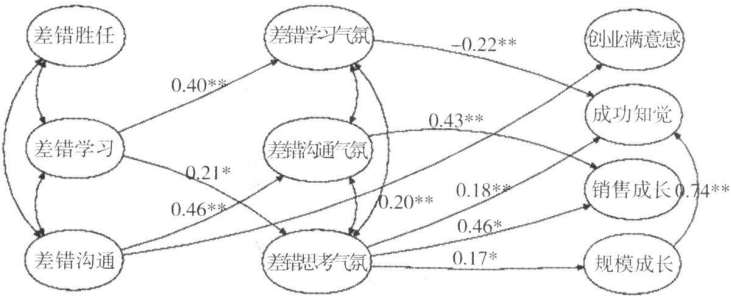 差错胜任
差错学习气氛
创业满意感
-0.22**
0.40**
成功知觉
0.43**
差错学习
差错沟通气氛
0.21*
0.18**
销售成长
0.74**
0.46**
0.20**
0.46*
差错沟通
差错思考气氛
0.17*
规模成长